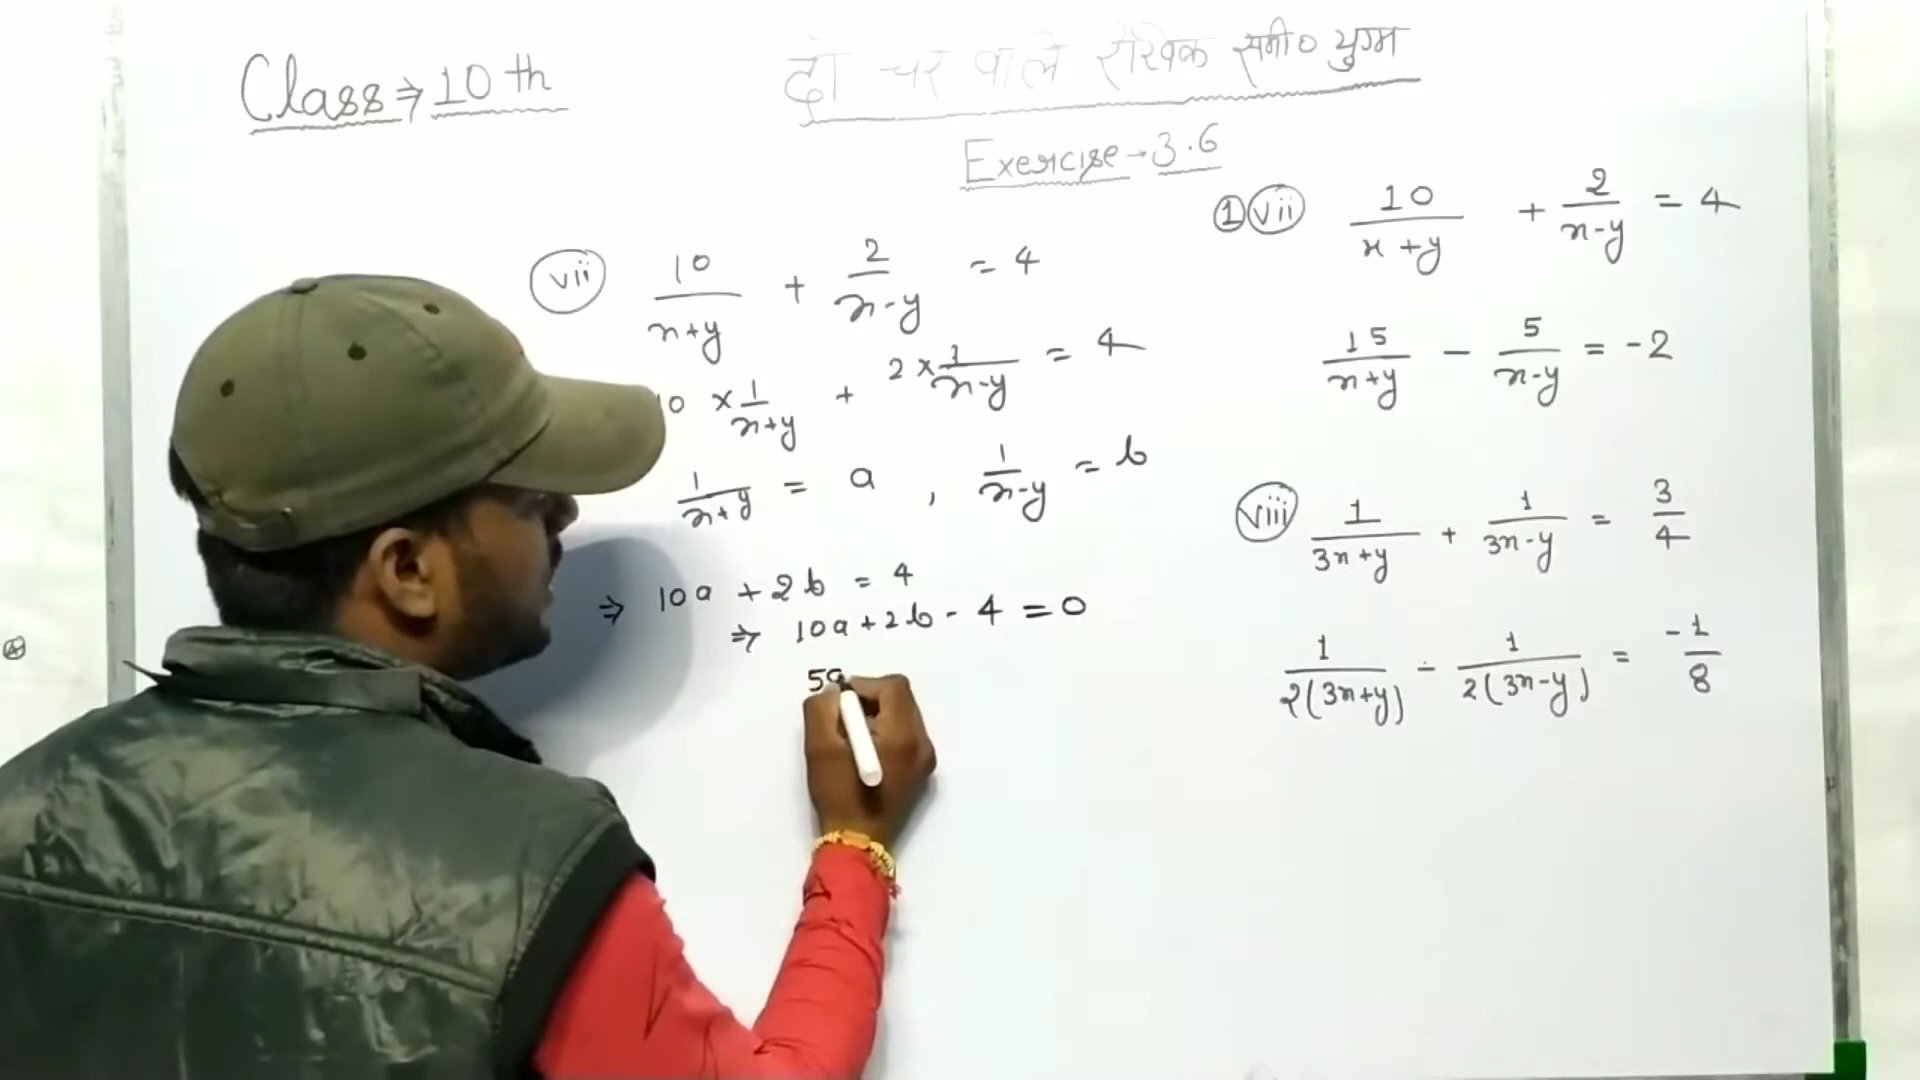 Class ⇒ 10 th
दो चर वाले रैखिक समी० युग्म
Exercise → 3.6
(vii) 10/(x+y) + 2/(x-y) = 4
10 × 1/(x+y) + 2 × 1/(x-y) = 4
1/(x+y) = a , 1/(x-y) = b
⇒ 10a + 2b = 4
⇒ 10a + 2b - 4 = 0
5a
① (vii) 10/(x+y) + 2/(x-y) = 4
15/(x+y) - 5/(x-y) = -2
(viii) 1/(3x+y) + 1/(3x-y) = 3/4
1/(2(3x+y)) - 1/(2(3x-y)) = -1/8